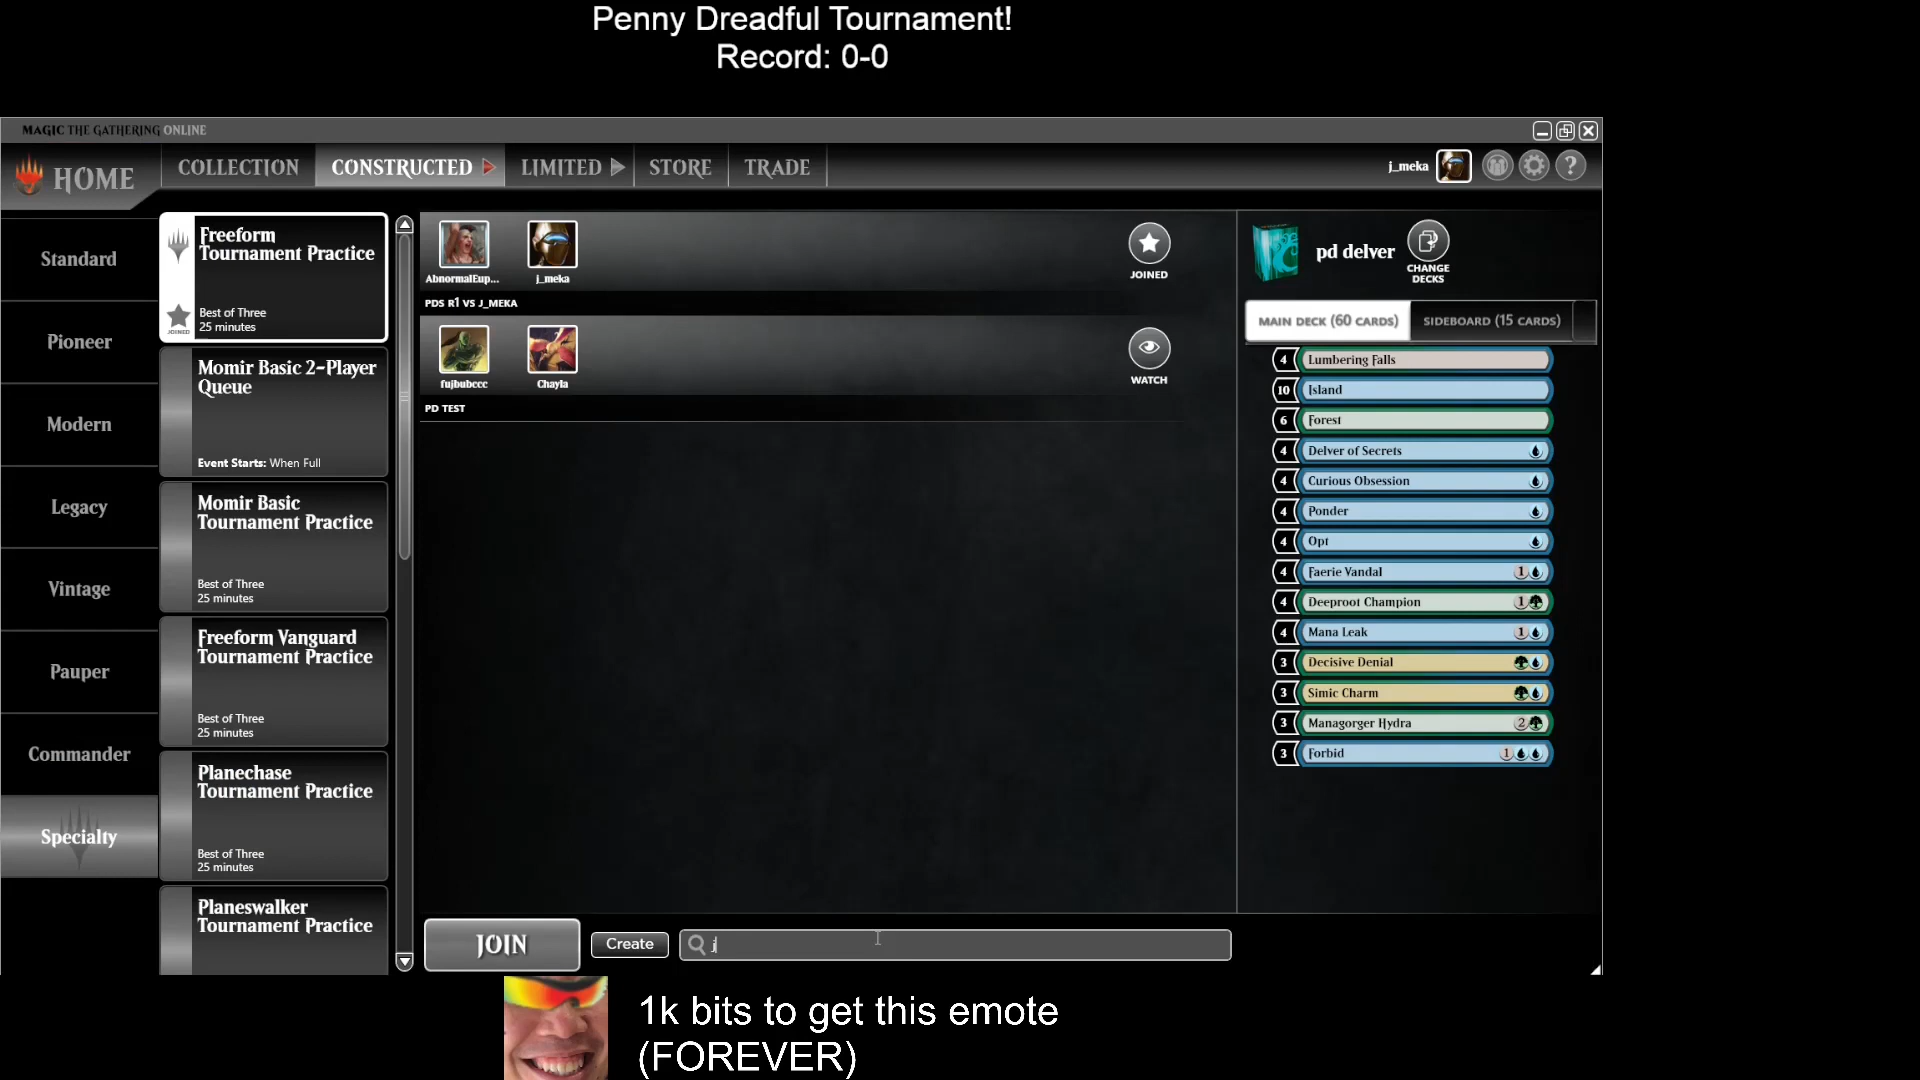 Penny Dreadful Tournament!
Record: 0-0
MAGIC THE GATHERING ONLINE
HOME
COLLECTION
CONSTRUCTED
LIMITED
STORE
TRADE
j_meka
?
Standard
Pioneer
Modern
Legacy
Vintage
Pauper
Commander
Specialty
Freeform
Tournament Practice
JOINED
Best of Three
25 minutes
Momir Basic 2-Player
Queue
Event Starts: When Full
Momir Basic
Tournament Practice
Best of Three
25 minutes
Freeform Vanguard
Tournament Practice
Best of Three
25 minutes
Planechase
Tournament Practice
Best of Three
25 minutes
Planeswalker
Tournament Practice
AbnormalEup...
j_meka
JOINED
PDS R1 VS J_MEKA
fujbubccc
Chayla
WATCH
PD TEST
JOIN
Create
j
pd delver
CHANGE
DECKS
MAIN DECK (60 CARDS)
SIDEBOARD (15 CARDS)
4 Lumbering Falls
10 Island
6 Forest
4 Delver of Secrets
4 Curious Obsession
4 Ponder
4 Opt
4 Faerie Vandal 1
4 Deeproot Champion 1
4 Mana Leak 1
3 Decisive Denial
3 Simic Charm
3 Managorger Hydra 2
3 Forbid 1
1k bits to get this emote
(FOREVER)